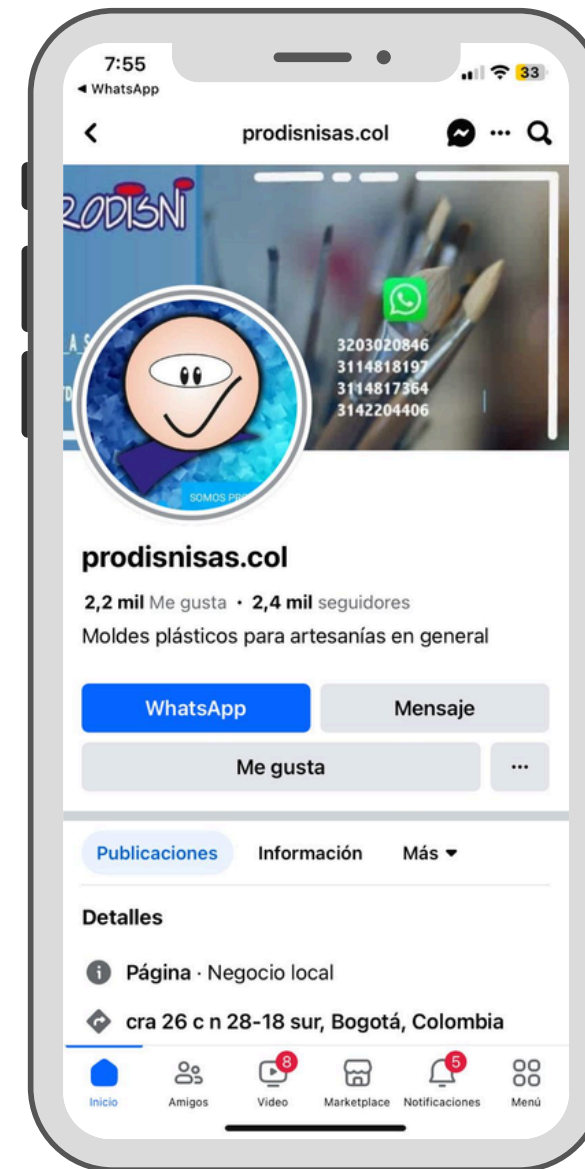 7:55
33
◄ WhatsApp
prodisnisas.col
PRODISNI
3203020846
3114818197
3114817364
3142204406
SOMOS
prodisnisas.col
2,2 mil Me gusta · 2,4 mil seguidores
Moldes plásticos para artesanías en general
WhatsApp
Mensaje
Me gusta
Publicaciones
Información
Más
Detalles
Página · Negocio local
cra 26 c n 28-18 sur, Bogotá, Colombia
8
5
Inicio
Amigos
Video
Marketplace
Notificaciones
Menú